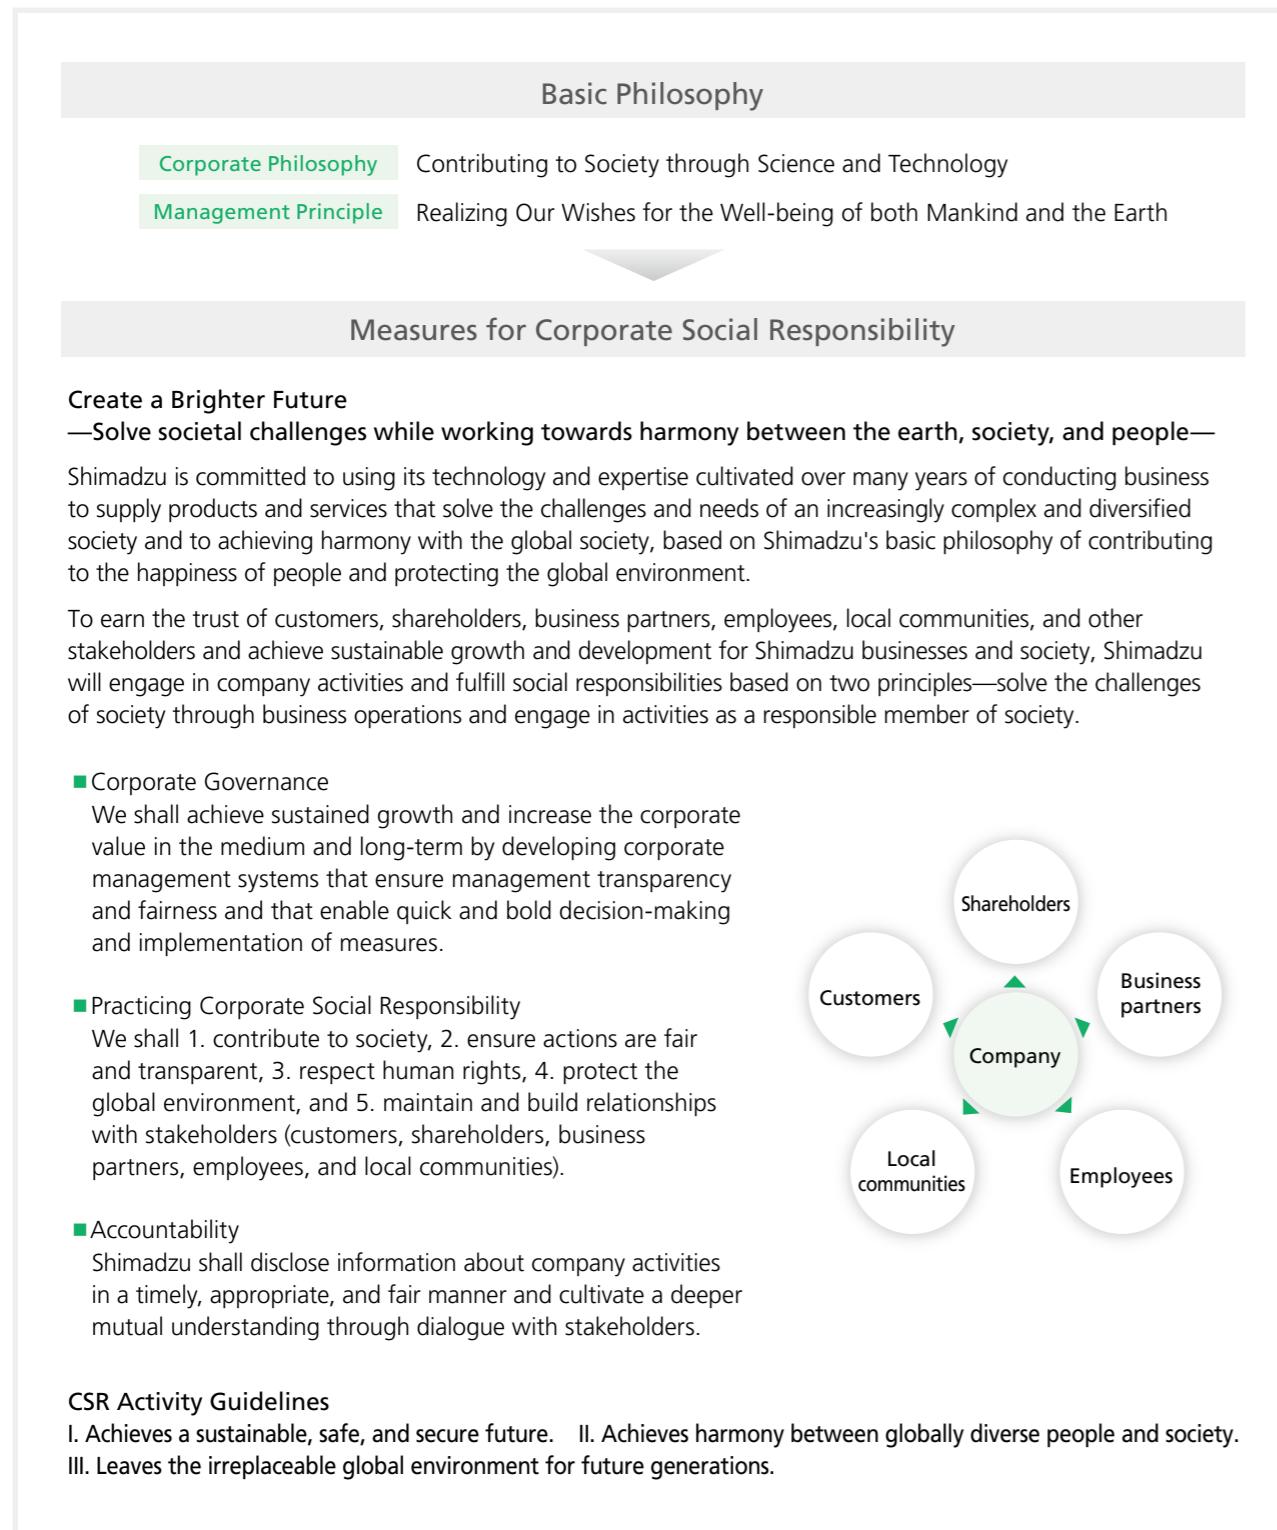 Basic Philosophy
Corporate Philosophy Contributing to Society through Science and Technology
Management Principle Realizing Our Wishes for the Well-being of both Mankind and the Earth
Measures for Corporate Social Responsibility
Create a Brighter Future
—Solve societal challenges while working towards harmony between the earth, society, and people—
Shimadzu is committed to using its technology and expertise cultivated over many years of conducting business
to supply products and services that solve the challenges and needs of an increasingly complex and diversified
society and to achieving harmony with the global society, based on Shimadzu's basic philosophy of contributing
to the happiness of people and protecting the global environment.
To earn the trust of customers, shareholders, business partners, employees, local communities, and other
stakeholders and achieve sustainable growth and development for Shimadzu businesses and society, Shimadzu
will engage in company activities and fulfill social responsibilities based on two principles—solve the challenges
of society through business operations and engage in activities as a responsible member of society.
■ Corporate Governance
We shall achieve sustained growth and increase the corporate
value in the medium and long-term by developing corporate
management systems that ensure management transparency
and fairness and that enable quick and bold decision-making
and implementation of measures.
■ Practicing Corporate Social Responsibility
We shall 1. contribute to society, 2. ensure actions are fair
and transparent, 3. respect human rights, 4. protect the
global environment, and 5. maintain and build relationships
with stakeholders (customers, shareholders, business
partners, employees, and local communities).
■ Accountability
Shimadzu shall disclose information about company activities
in a timely, appropriate, and fair manner and cultivate a deeper
mutual understanding through dialogue with stakeholders.
Shareholders
Customers
Business
partners
Company
Local
communities
Employees
CSR Activity Guidelines
I. Achieves a sustainable, safe, and secure future. II. Achieves harmony between globally diverse people and society.
III. Leaves the irreplaceable global environment for future generations.